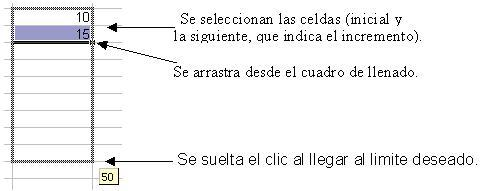 10
15
Se seleccionan las celdas (inicial y
la siguiente, que indica el incremento).
Se arrastra desde el cuadro de llenado.
Se suelta el clic al llegar al limite deseado.
50